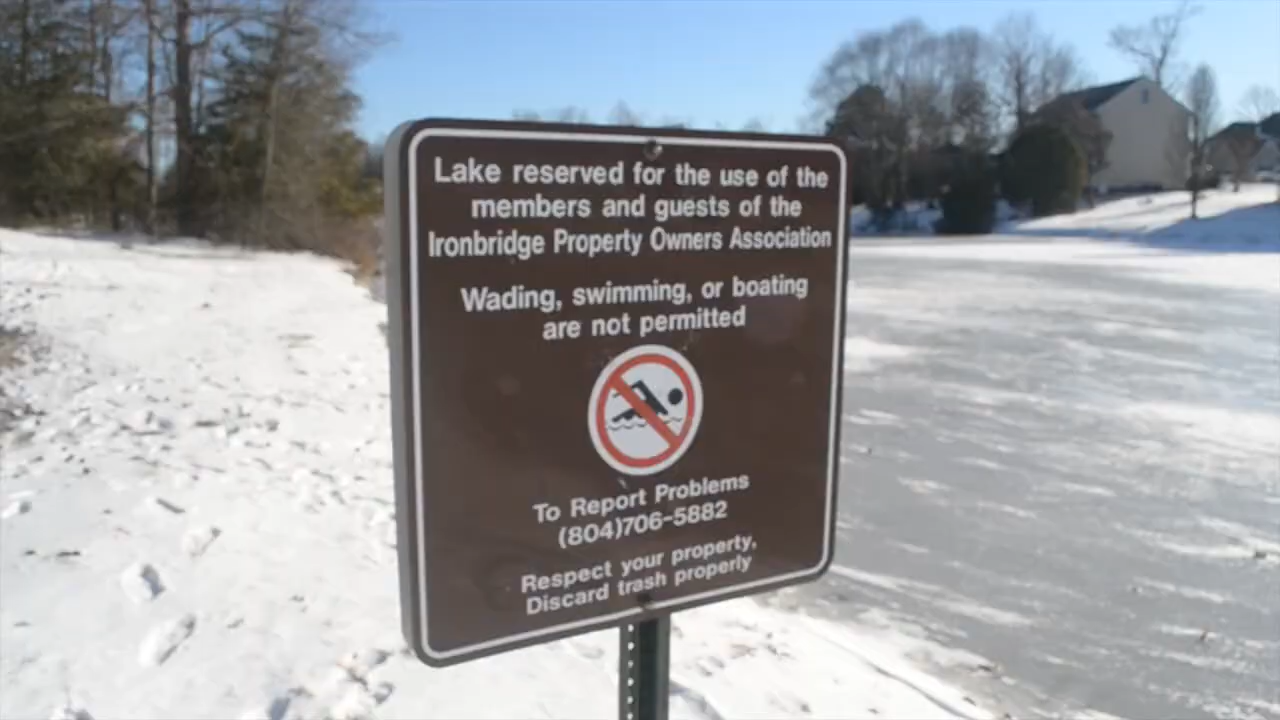 Lake reserved for the use of the
members and guests of the
Ironbridge Property Owners Association
Wading, swimming, or boating
are not permitted
To Report Problems
(804)706-5882
Respect your property,
Discard trash properly